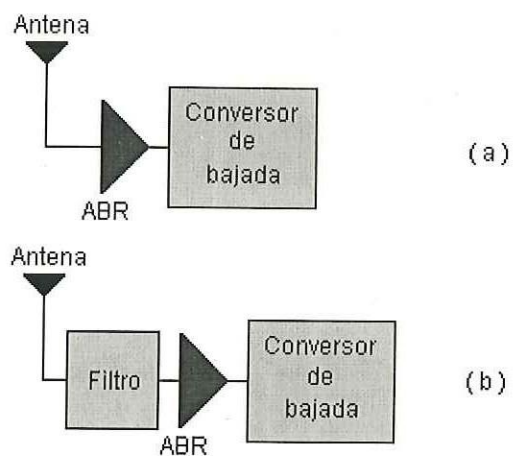 Antena
Conversor
de
bajada
ABR
(a)
Antena
Filtro
Conversor
de
bajada
ABR
(b)